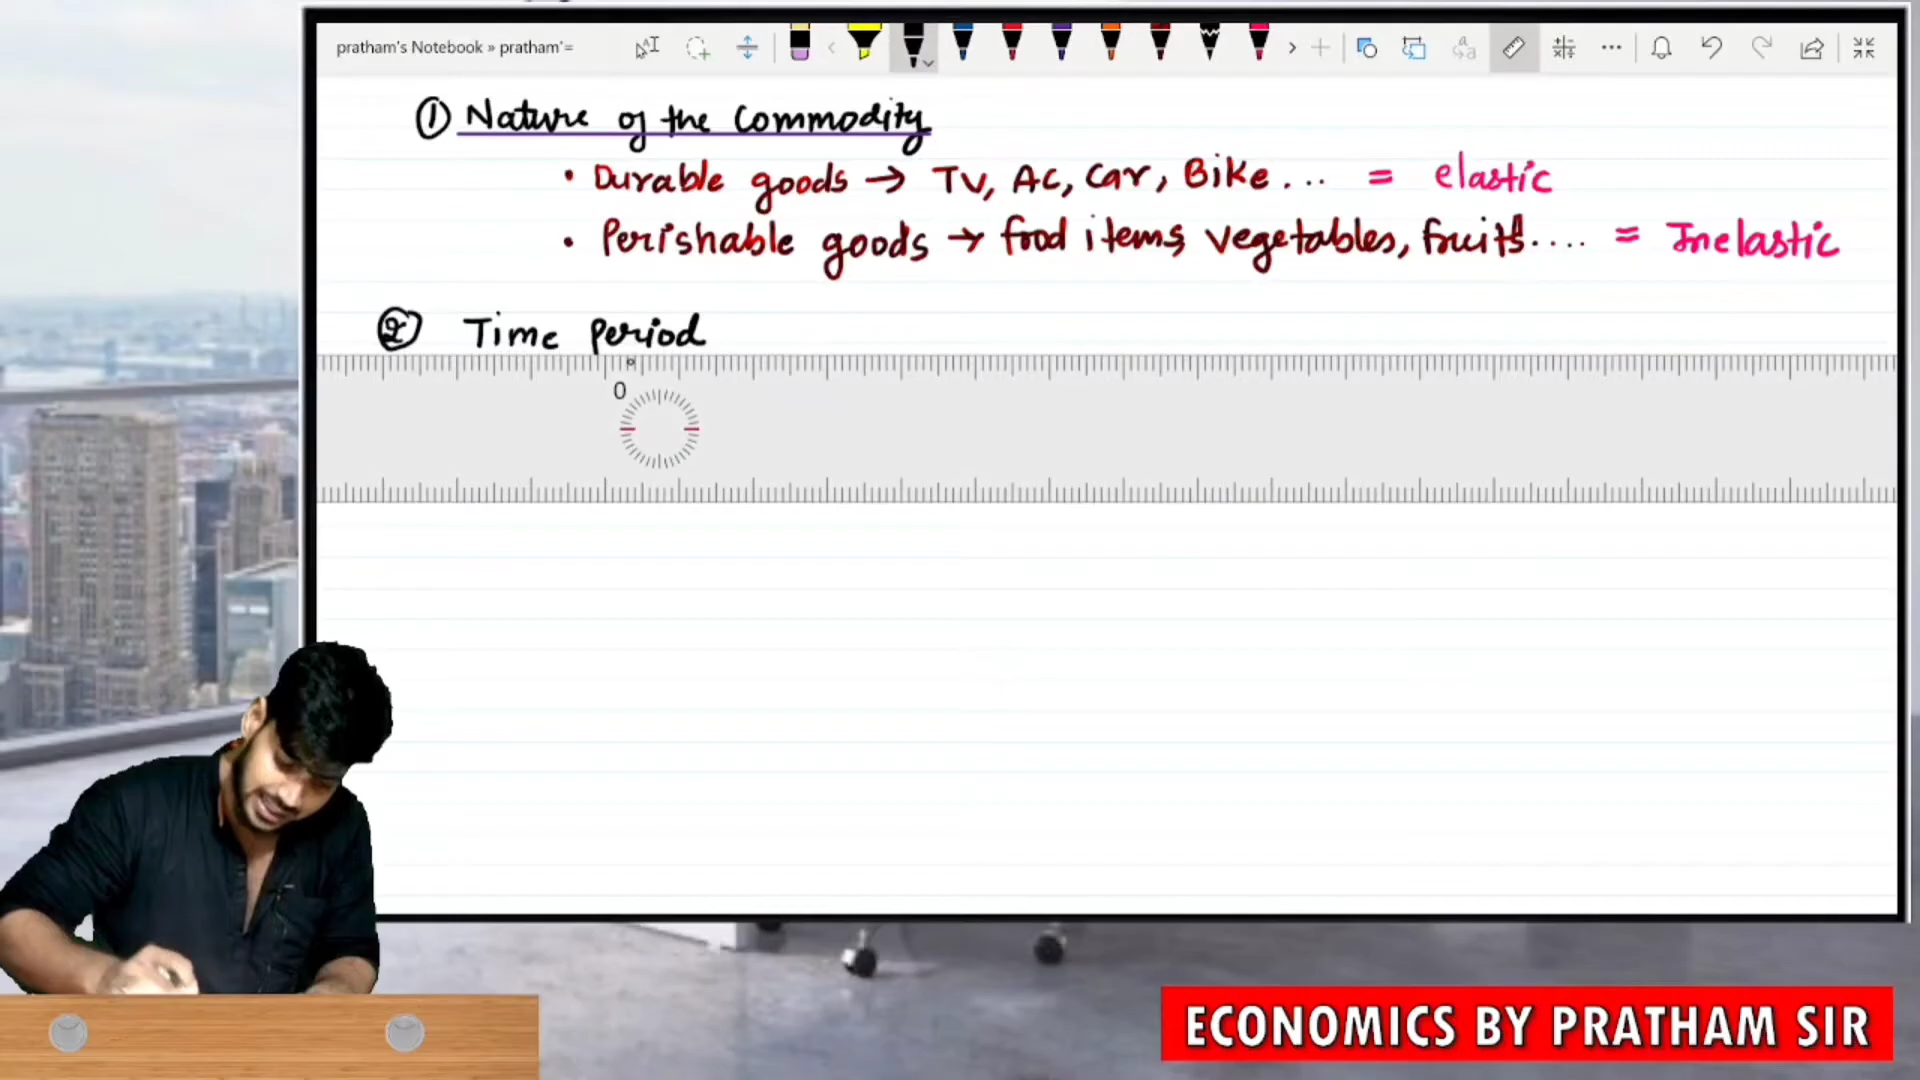 pratham's Notebook » pratham'=
① Nature of the Commodity
• Durable goods → TV, AC, Car, Bike... = elastic
• Perishable goods → food items, vegetables, fruits.... = Inelastic
② Time period
0
ECONOMICS BY PRATHAM SIR